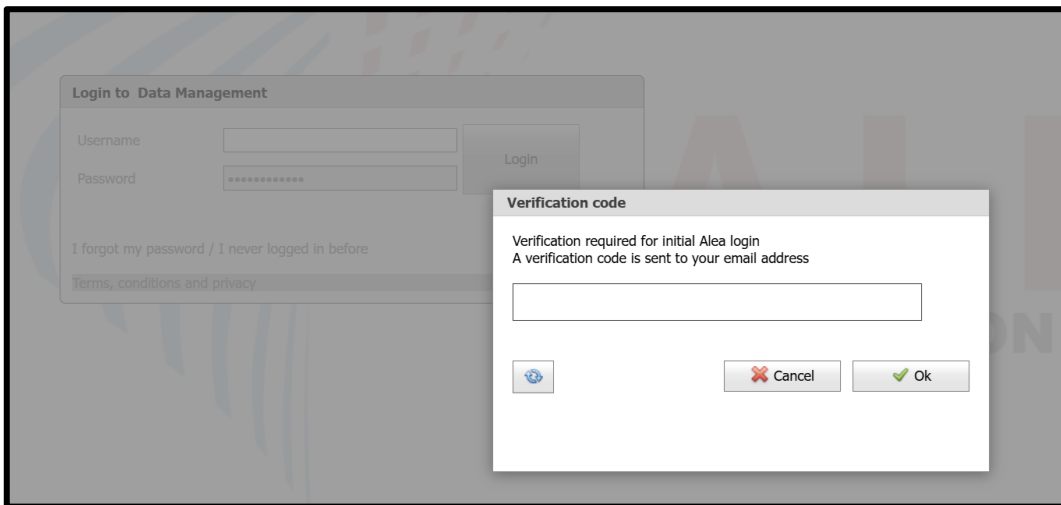 Login to Data Management
Username
Login
Password
••••••••••••
I forgot my password / I never logged in before
Terms, conditions and privacy
Verification code
Verification required for initial Alea login
A verification code is sent to your email address
Cancel
Ok